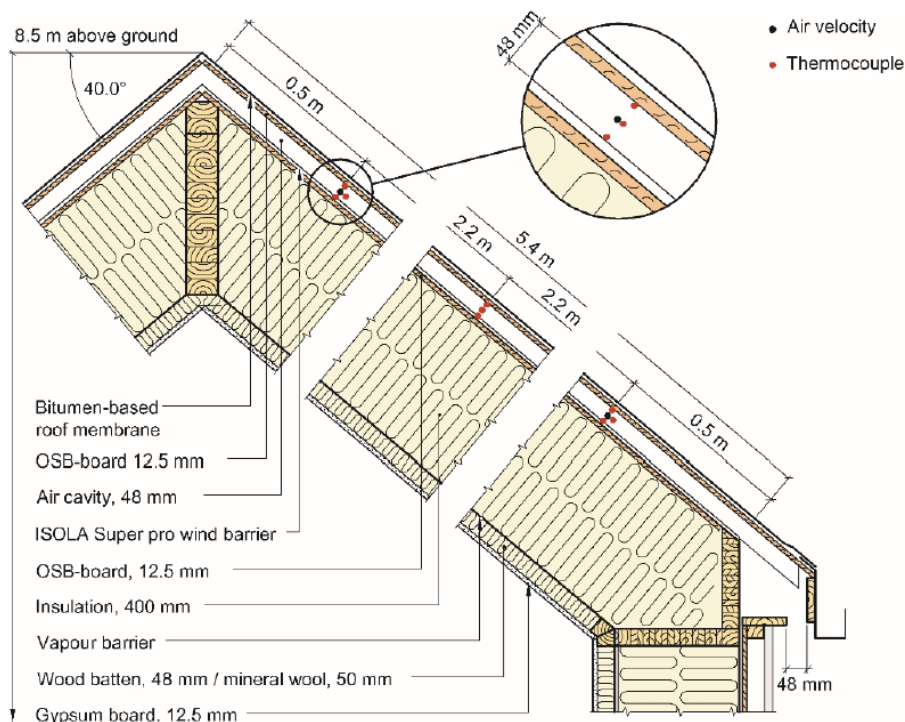 8.5 m above ground
40.0°
0.5 m
48 mm
Air velocity
Thermocouple
2.2 m
5.4 m
2.2 m
0.5 m
Bitumen-based
roof membrane
OSB-board 12.5 mm
Air cavity, 48 mm
ISOLA Super pro wind barrier
OSB-board, 12.5 mm
Insulation, 400 mm
Vapour barrier
Wood batten, 48 mm / mineral wool, 50 mm
Gypsum board, 12.5 mm
48 mm